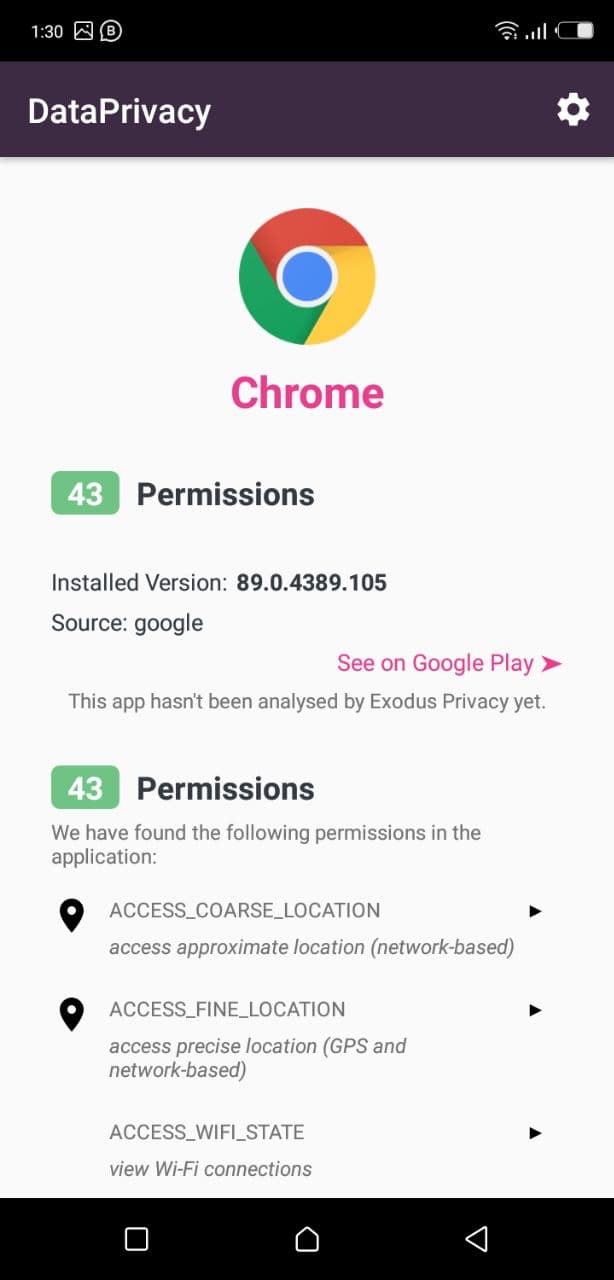 1:30
B
DataPrivacy
Chrome
43 Permissions
Installed Version: 89.0.4389.105
Source: google
See on Google Play ➤
This app hasn't been analysed by Exodus Privacy yet.
43 Permissions
We have found the following permissions in the
application:
ACCESS_COARSE_LOCATION
access approximate location (network-based)
ACCESS_FINE_LOCATION
access precise location (GPS and
network-based)
ACCESS_WIFI_STATE
view Wi-Fi connections